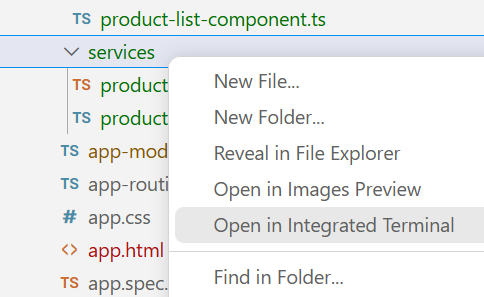 TS product-list-component.ts
services
TS product
TS product
TS app-mod
TS app-routi
# app.css
<> app.html
TS app.spec.
New File...
New Folder...
Reveal in File Explorer
Open in Images Preview
Open in Integrated Terminal
Find in Folder...